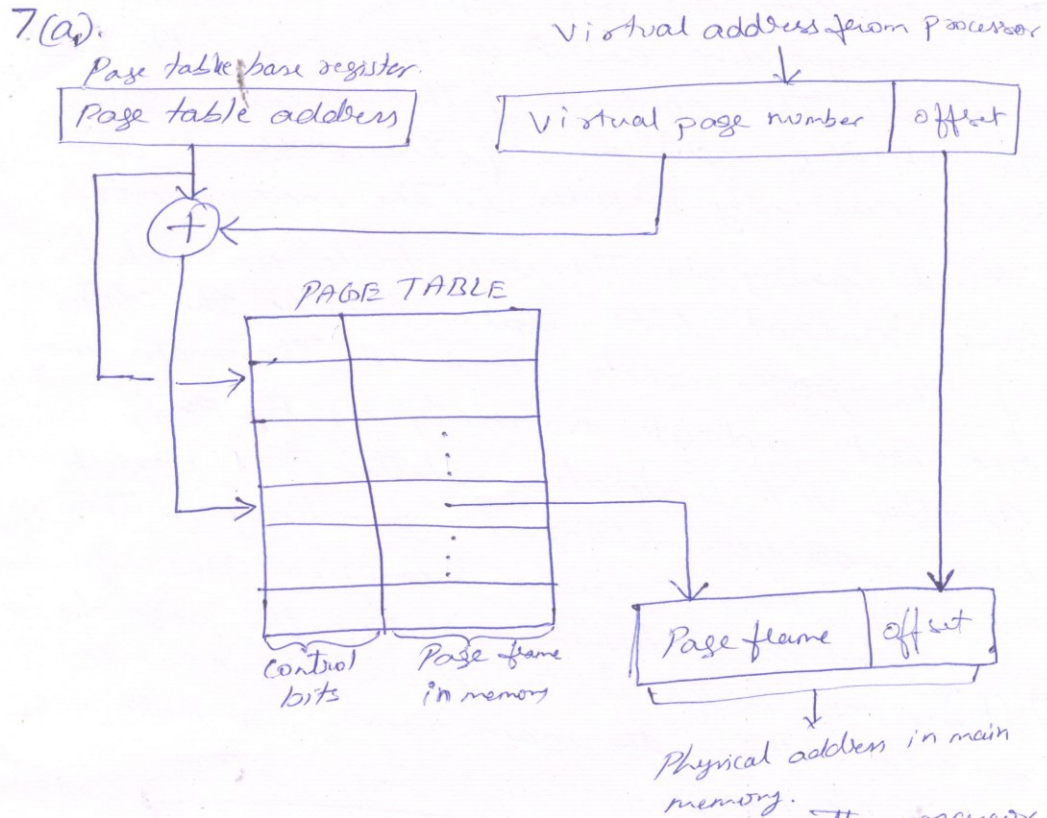 7.(a).
Virtual address from processor
Page table base register.
Page table address
Virtual page number
offset
+
PAGE TABLE
Page frame
offset
control
bits
Page frame
in memory
Physical address in main
memory.